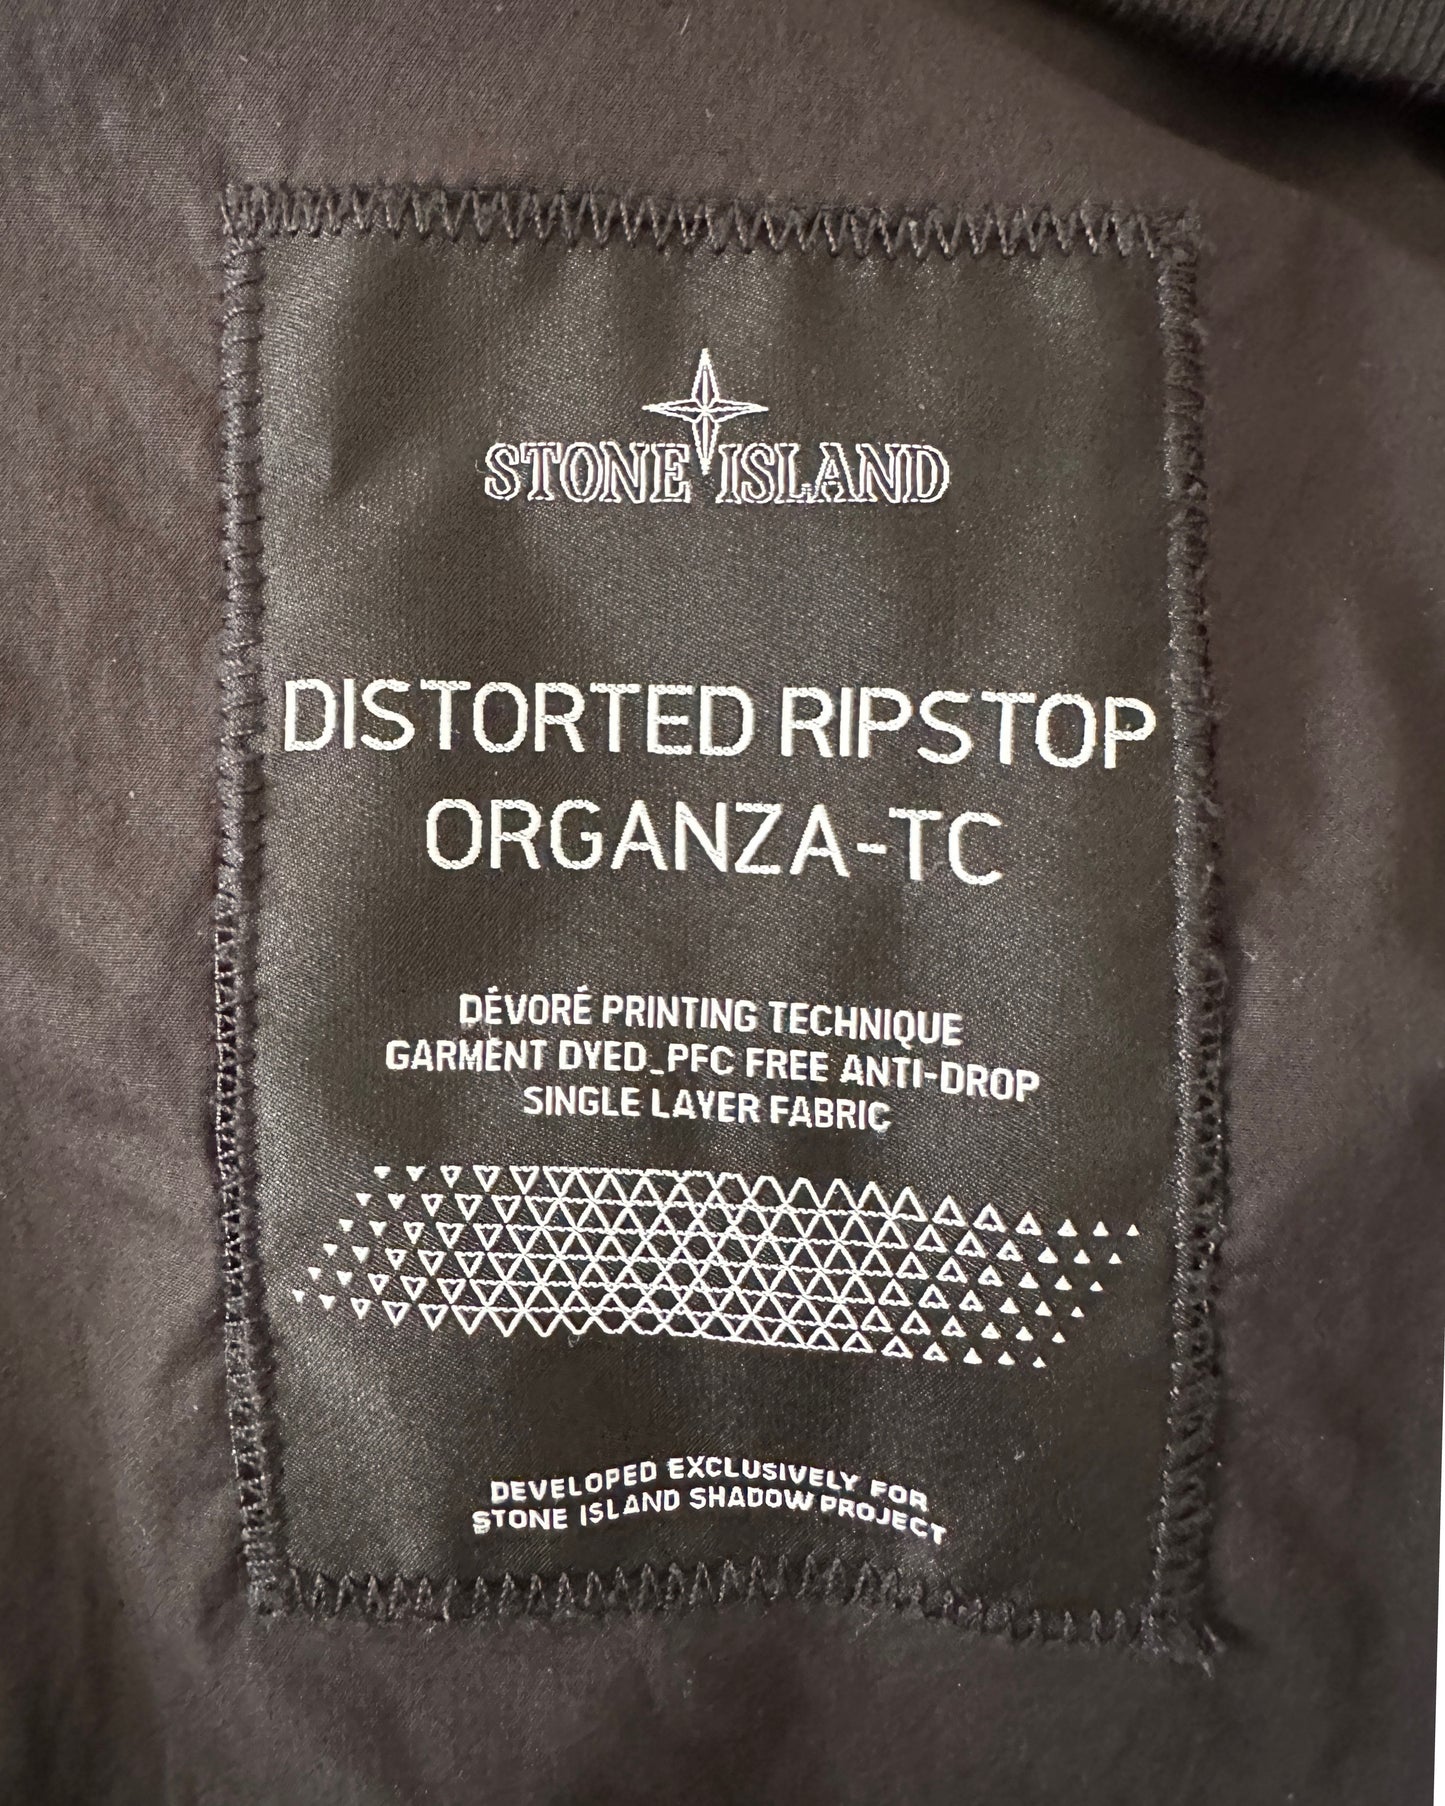 STONE ISLAND
DISTORTED RIPSTOP
ORGANZA-TC
DÉVORÉ PRINTING TECHNIQUE
GARMENT DYED_PFC FREE ANTI-DROP
SINGLE LAYER FABRIC
DEVELOPED EXCLUSIVELY FOR
STONE ISLAND SHADOW PROJECT